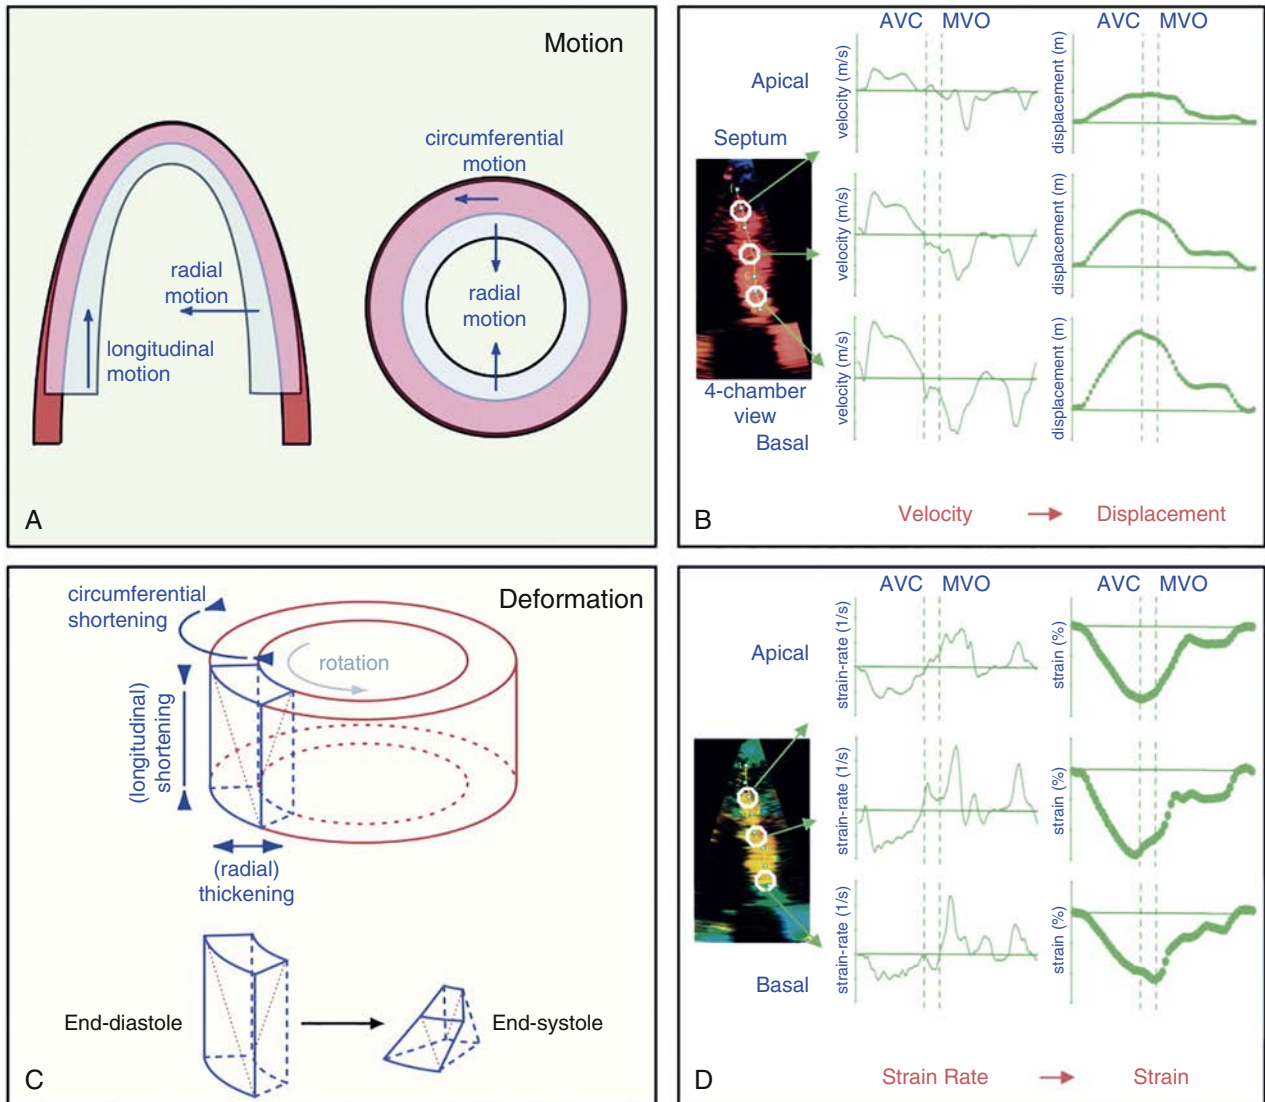 Motion
circumferential
motion
radial
motion
radial
motion
longitudinal
motion
A
AVC
MVO
AVC
MVO
Apical
velocity (m/s)
displacement (m)
Septum
velocity (m/s)
displacement (m)
velocity (m/s)
displacement (m)
4-chamber
view
Basal
B
Velocity
Displacement
Deformation
circumferential
shortening
rotation
(longitudinal)
shortening
(radial)
thickening
End-diastole
End-systole
C
AVC
MVO
AVC
MVO
Apical
strain-rate (1/s)
strain (%)
strain-rate (1/s)
strain (%)
strain-rate (1/s)
strain (%)
Basal
D
Strain Rate
Strain